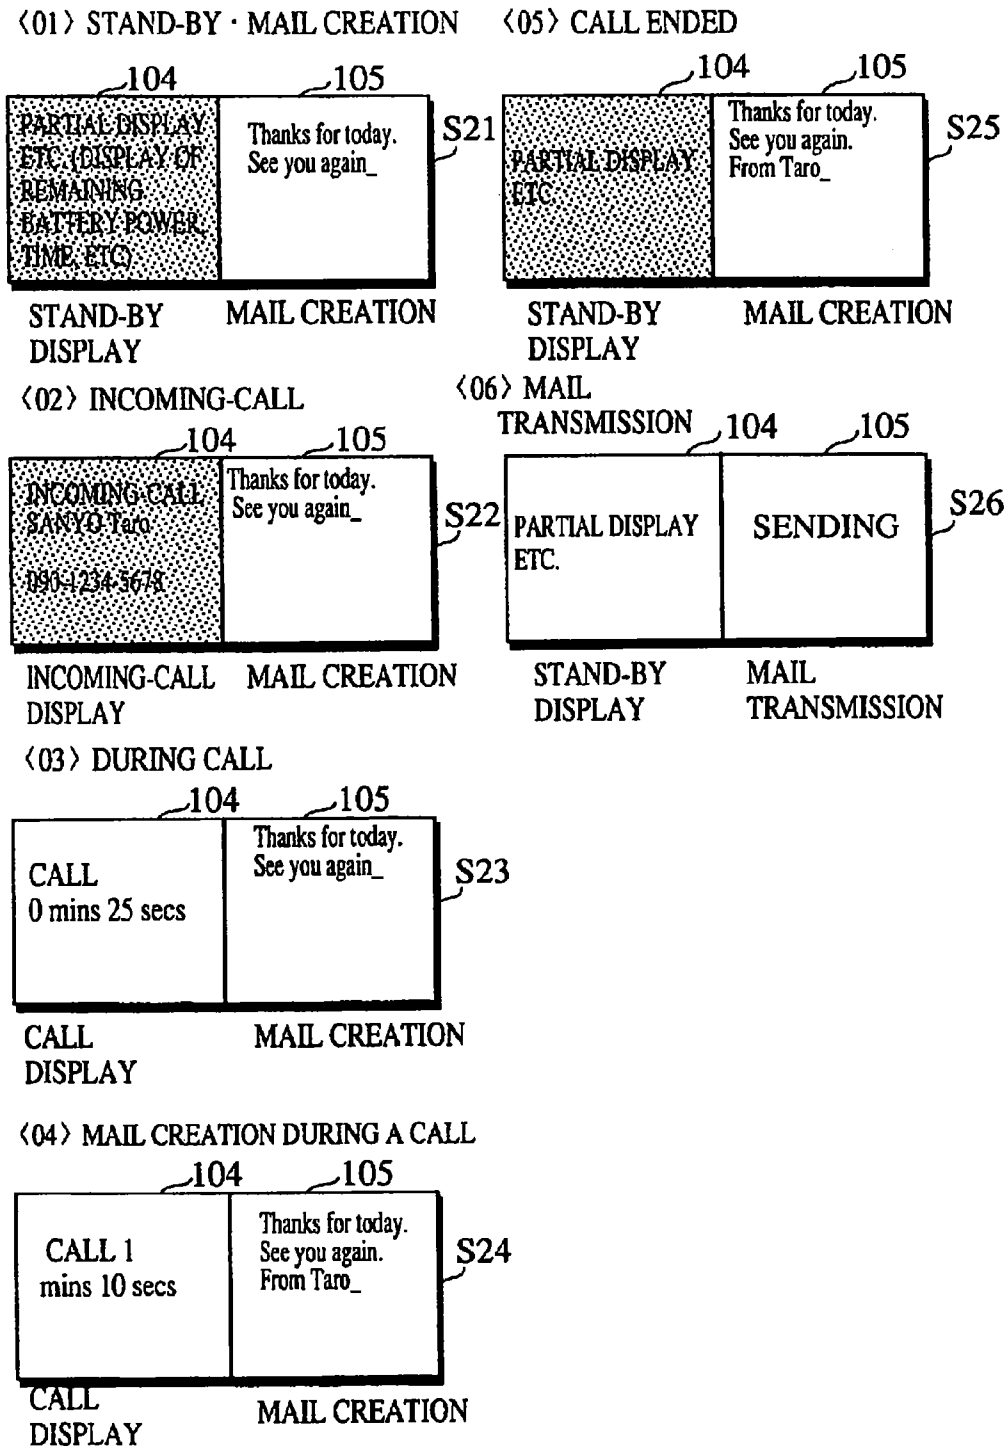 〈01〉 STAND-BY · MAIL CREATION
104
105
PARTIAL DISPLAY
ETC. (DISPLAY OF
REMAINING
BATTERY POWER,
TIME, ETC)
Thanks for today.
See you again_
S21
STAND-BY
DISPLAY
MAIL CREATION
〈02〉 INCOMING-CALL
104
105
INCOMING-CALL
SANYO Taro
090-1234-5678
Thanks for today.
See you again_
S22
INCOMING-CALL
DISPLAY
MAIL CREATION
〈03〉 DURING CALL
104
105
CALL
0 mins 25 secs
Thanks for today.
See you again_
S23
CALL
DISPLAY
MAIL CREATION
〈04〉 MAIL CREATION DURING A CALL
104
105
CALL 1
mins 10 secs
Thanks for today.
See you again.
From Taro_
S24
CALL
DISPLAY
MAIL CREATION
〈05〉 CALL ENDED
104
105
PARTIAL DISPLAY
ETC
Thanks for today.
See you again.
From Taro_
S25
STAND-BY
DISPLAY
MAIL CREATION
〈06〉 MAIL
TRANSMISSION
104
105
PARTIAL DISPLAY
ETC.
SENDING
S26
STAND-BY
DISPLAY
MAIL
TRANSMISSION